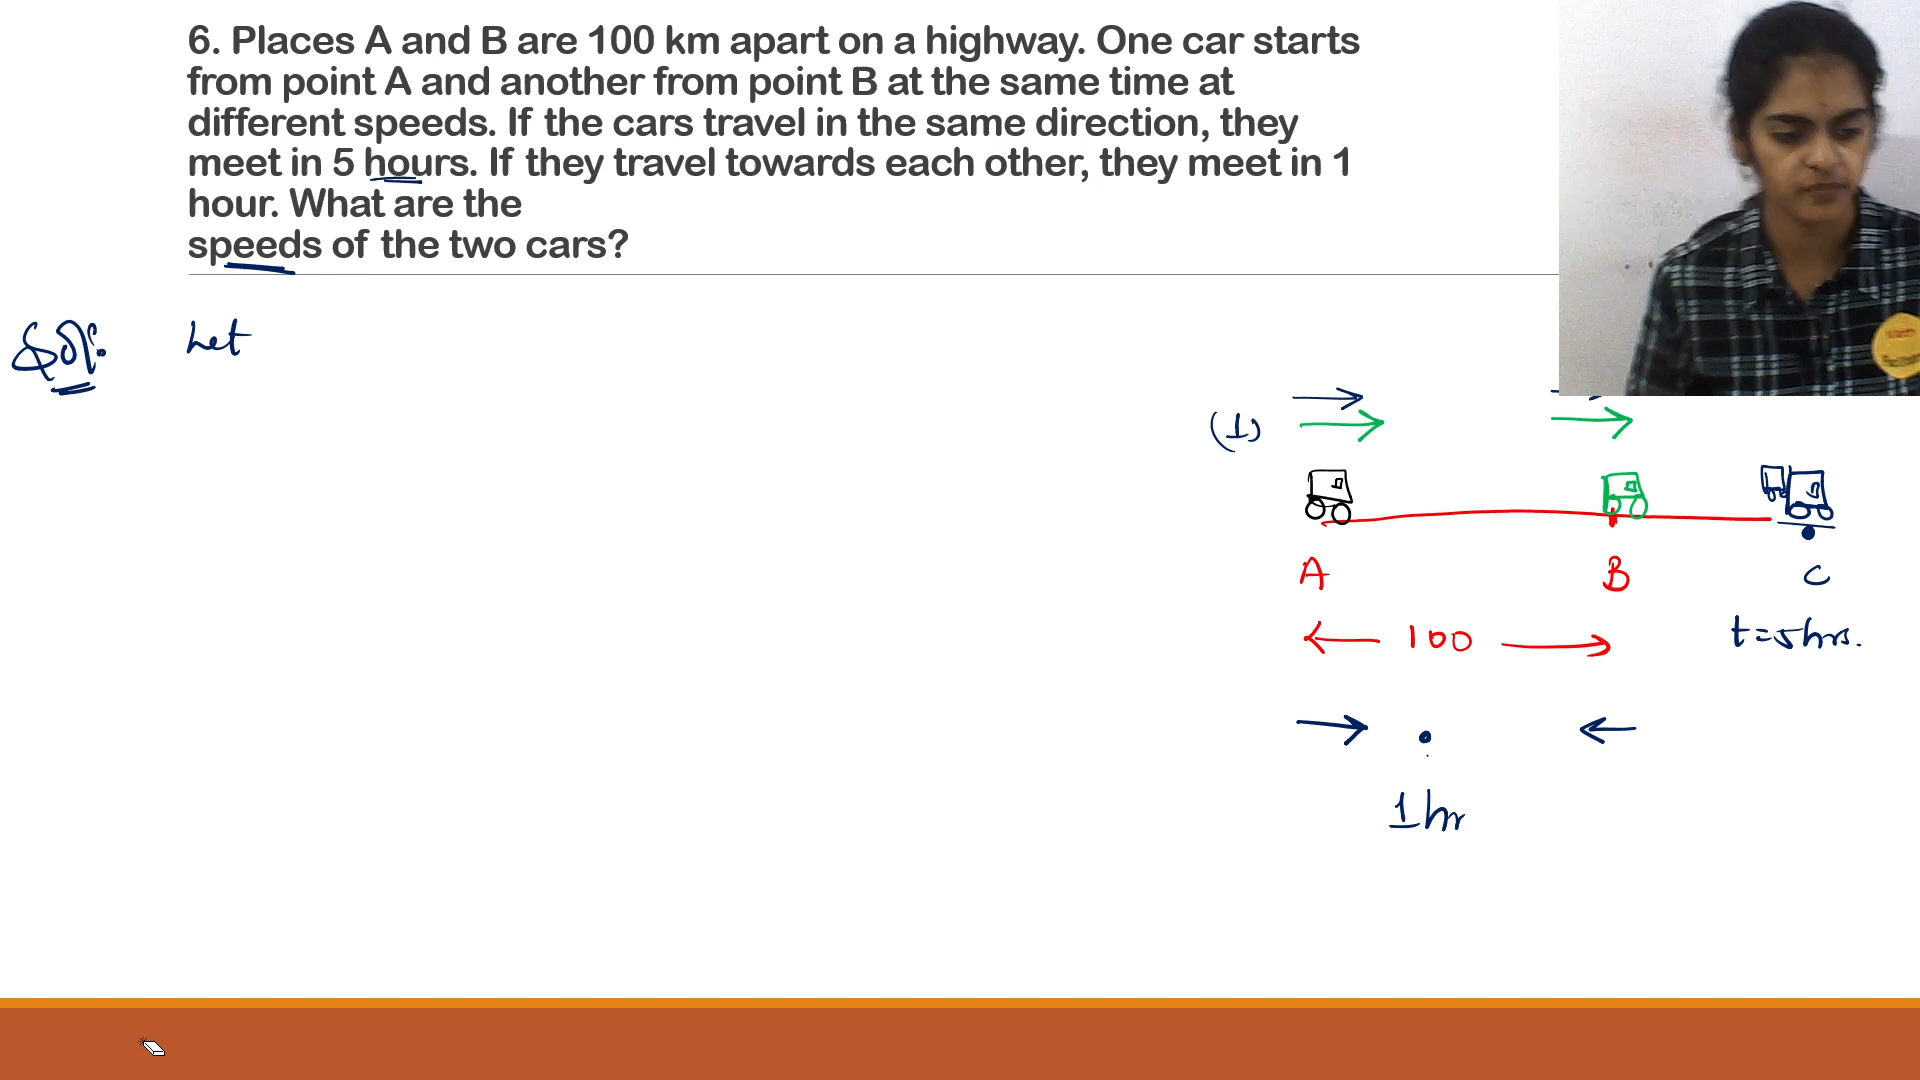 6. Places A and B are 100 km apart on a highway. One car starts
from point A and another from point B at the same time at
different speeds. If the cars travel in the same direction, they
meet in 5 hours. If they travel towards each other, they meet in 1
hour. What are the
speeds of the two cars?
Sol:
Let
(1)
A B C
100
t=5hrs.
1 hr